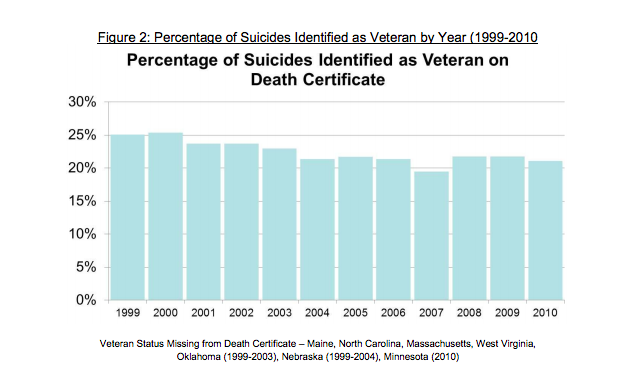 Figure 2: Percentage of Suicides Identified as Veteran by Year (1999-2010
Percentage of Suicides Identified as Veteran on
Death Certificate
30%
25%
20%
15%
10%
5%
0%
1999 2000 2001 2002 2003 2004 2005 2006 2007 2008 2009 2010
Veteran Status Missing from Death Certificate – Maine, North Carolina, Massachusetts, West Virginia,
Oklahoma (1999-2003), Nebraska (1999-2004), Minnesota (2010)